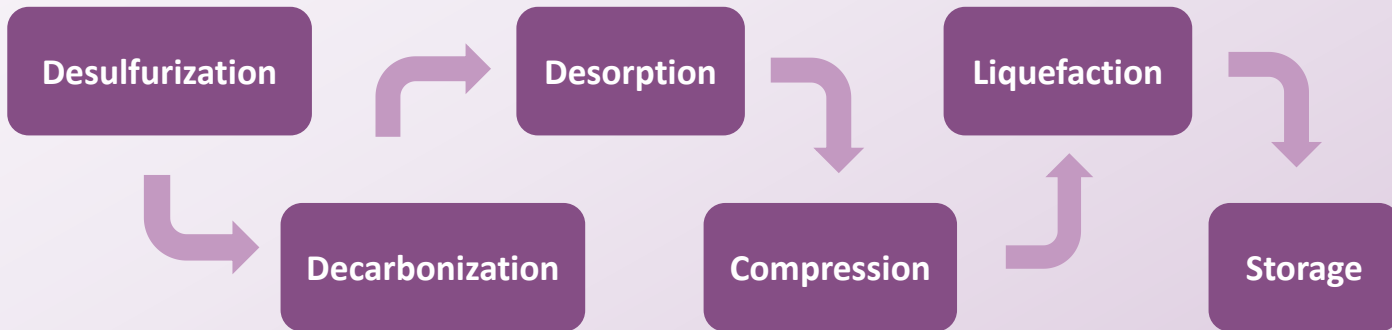 Desulfurization
Decarbonization
Desorption
Compression
Liquefaction
Storage